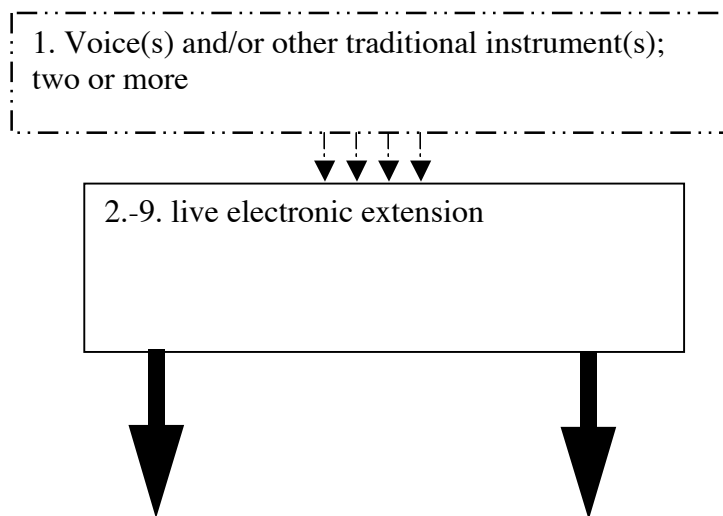 1. Voice(s) and/or other traditional instrument(s);
two or more
2.-9. live electronic extension